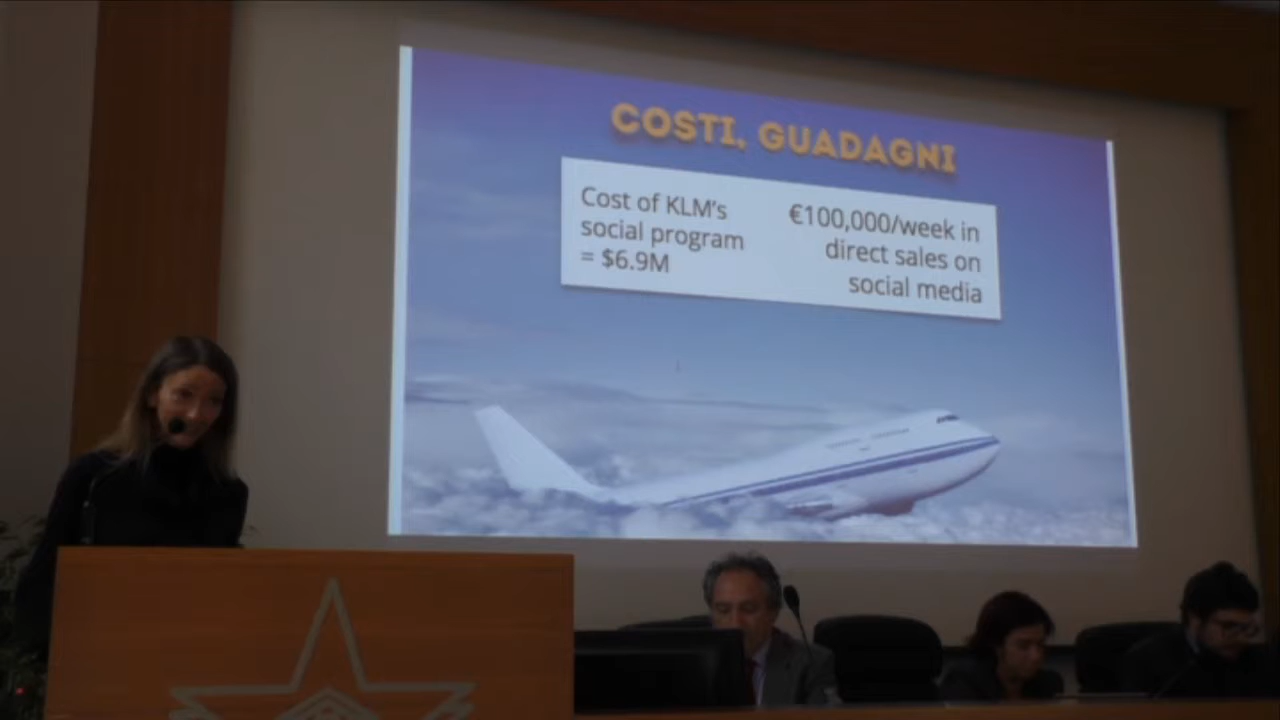 COSTI, GUADAGNI
Cost of KLM's
social program
= $6.9M
€100,000/week in
direct sales on
social media